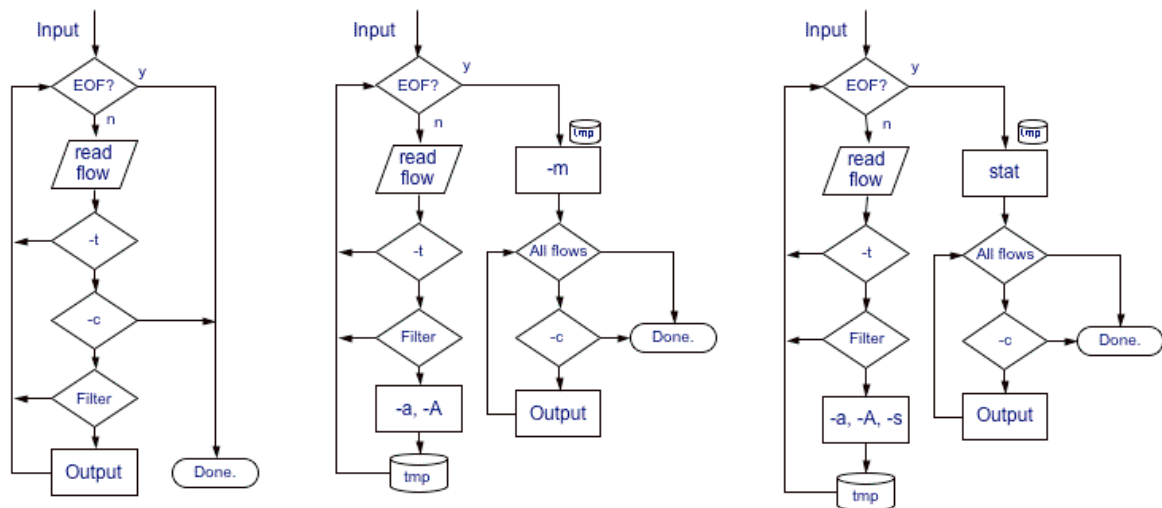 Input
EOF?
y
n
read
flow
-t
-c
Filter
Output
Done.
Input
EOF?
y
n
tmp
read
flow
-m
-t
All flows
Filter
-c
Done.
-a, -A
Output
tmp
Input
EOF?
y
n
tmp
read
flow
stat
-t
All flows
Filter
-c
Done.
-a, -A, -s
Output
tmp